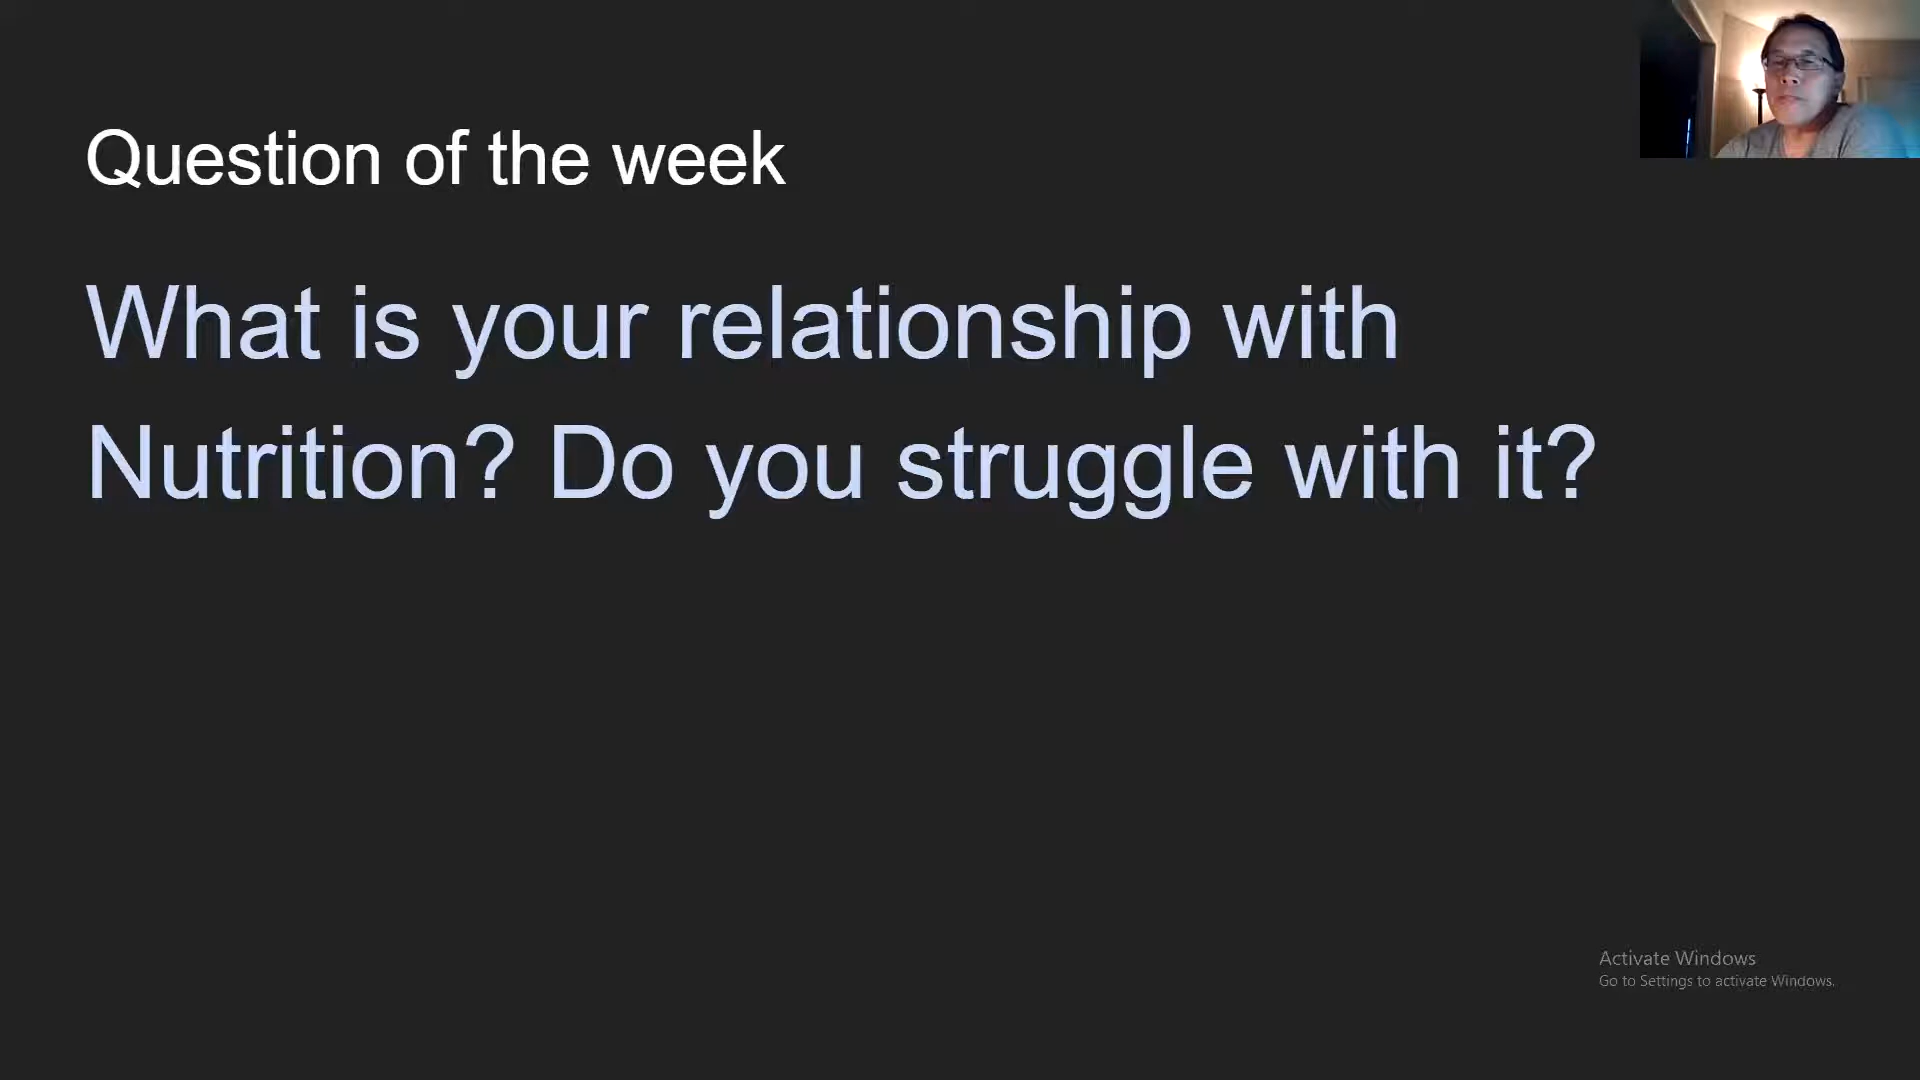 Question of the week
What is your relationship with
Nutrition? Do you struggle with it?
Activate Windows
Go to Settings to activate Windows.